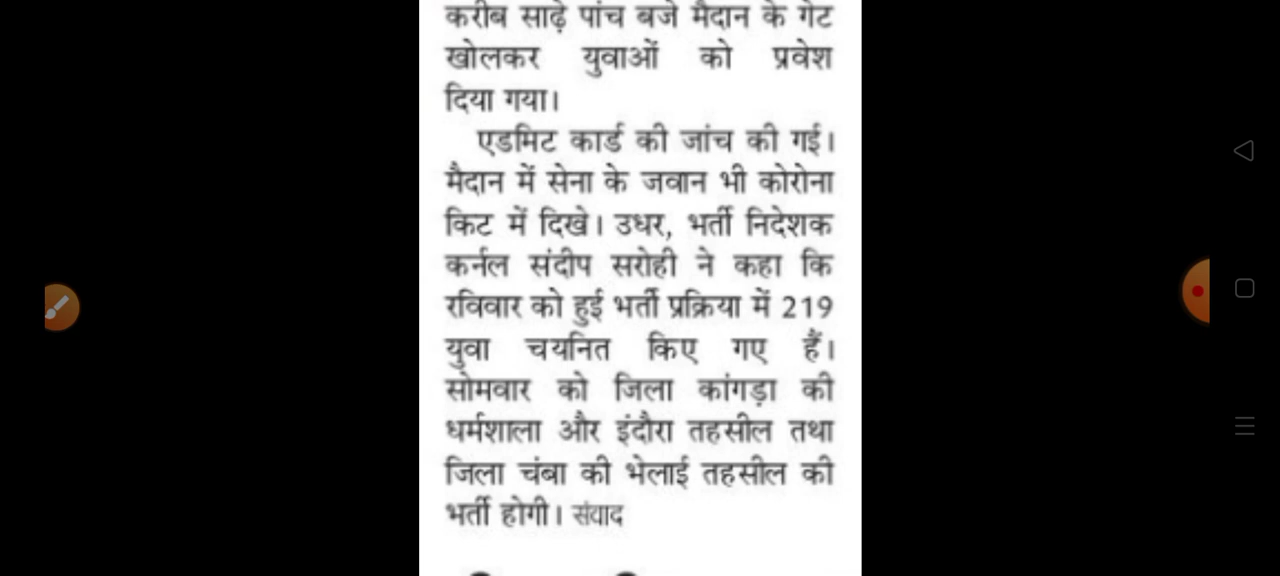 करीब साढ़े पांच बजे मैदान के गेट
खोलकर युवाओं को प्रवेश
दिया गया।
एडमिट कार्ड की जांच की गई।
मैदान में सेना के जवान भी कोरोना
किट में दिखे। उधर, भर्ती निदेशक
कर्नल संदीप सरोही ने कहा कि
रविवार को हुई भर्ती प्रक्रिया में 219
युवा चयनित किए गए हैं।
सोमवार को जिला कांगड़ा की
धर्मशाला और इंदौरा तहसील तथा
जिला चंबा की भेलाई तहसील की
भर्ती होगी। संवाद